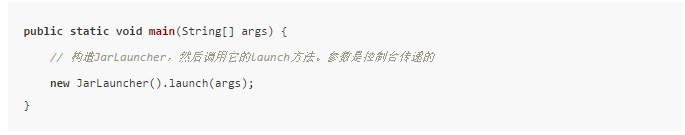 public static void main(String[] args) {
// 构造JarLauncher，然后调用它的launch方法。参数是控制台传递的
new JarLauncher().launch(args);
}